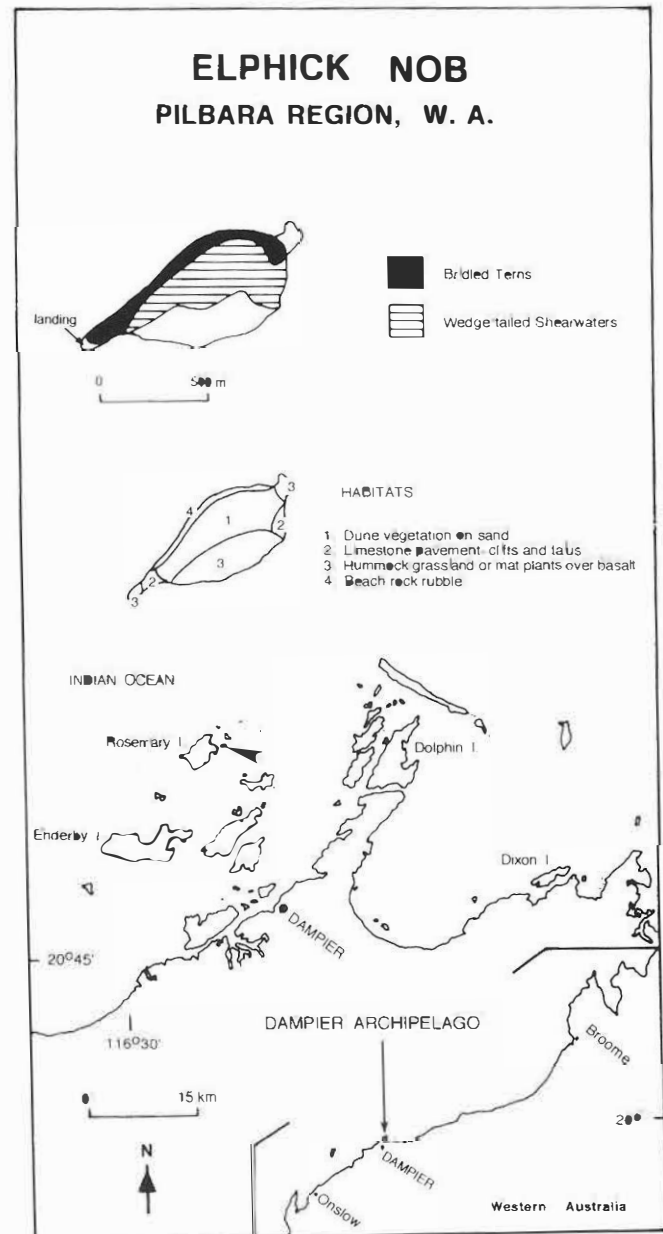 ELPHICK NOB
PILBARA REGION, W. A.
Bridled Terns
landing
Wedge tailed Shearwaters
0 500 m
3
HABITATS
4
1
2
3
2
3
1 Dune vegetation on sand
2 Limestone pavement cliffs and talus
3 Hummock grassland or mat plants over basalt
4 Beach rock rubble
INDIAN OCEAN
Rosemary I.
Dolphin I.
Enderby I.
Dixon I.
DAMPIER
20°45'
116°30'
DAMPIER ARCHIPELAGO
Broome
0 15 km
20°
N
DAMPIER
Onslow
Western Australia